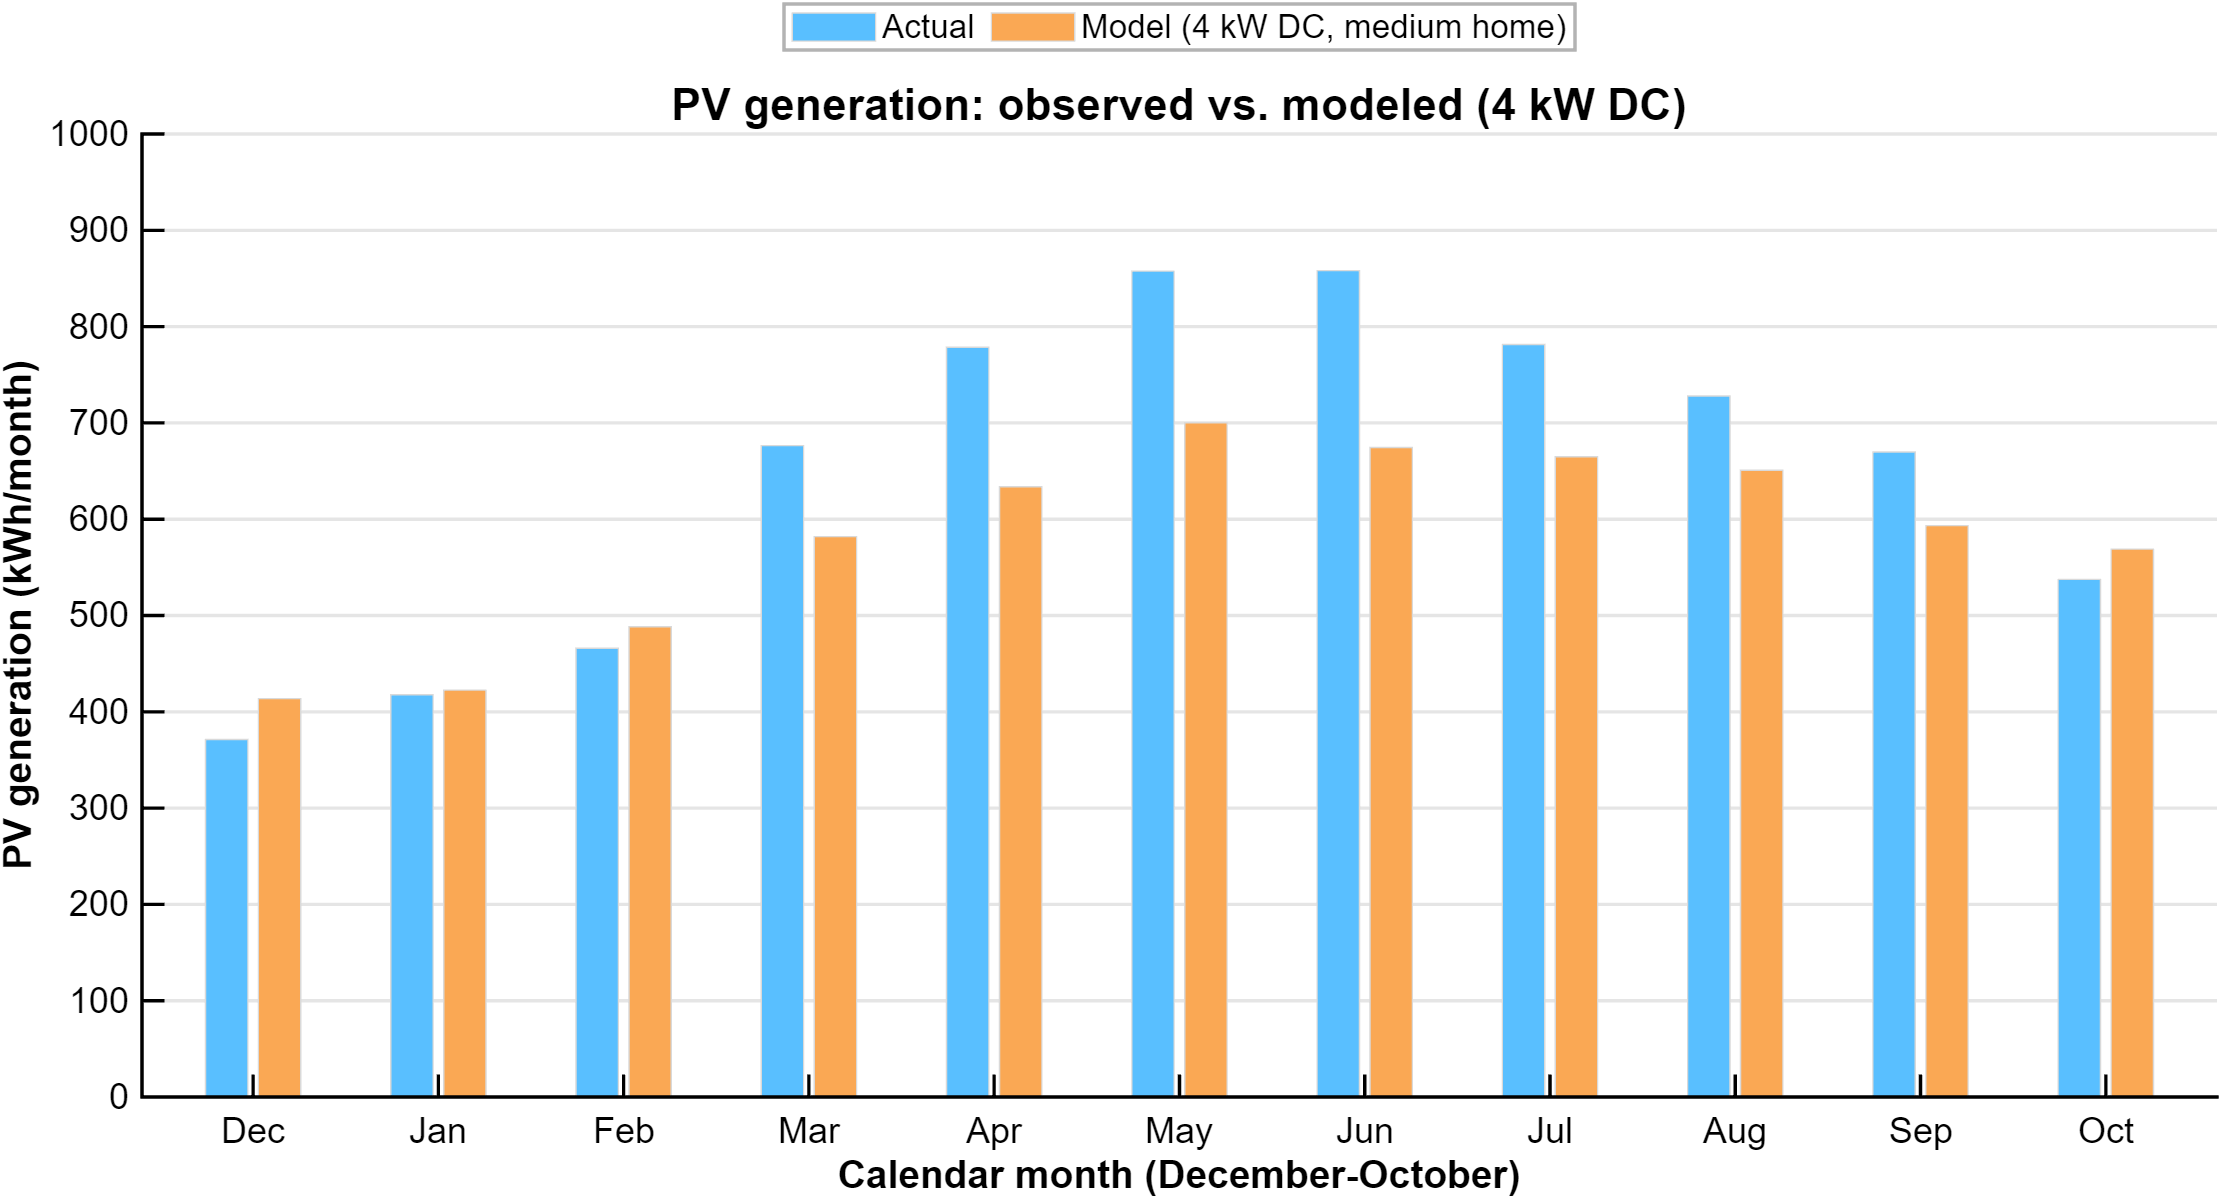 Actual Model (4 kW DC, medium home)
PV generation: observed vs. modeled (4 kW DC)
PV generation (kWh/month)
1000
900
800
700
600
500
400
300
200
100
0
Dec Jan Feb Mar Apr May Jun Jul Aug Sep Oct
Calendar month (December-October)